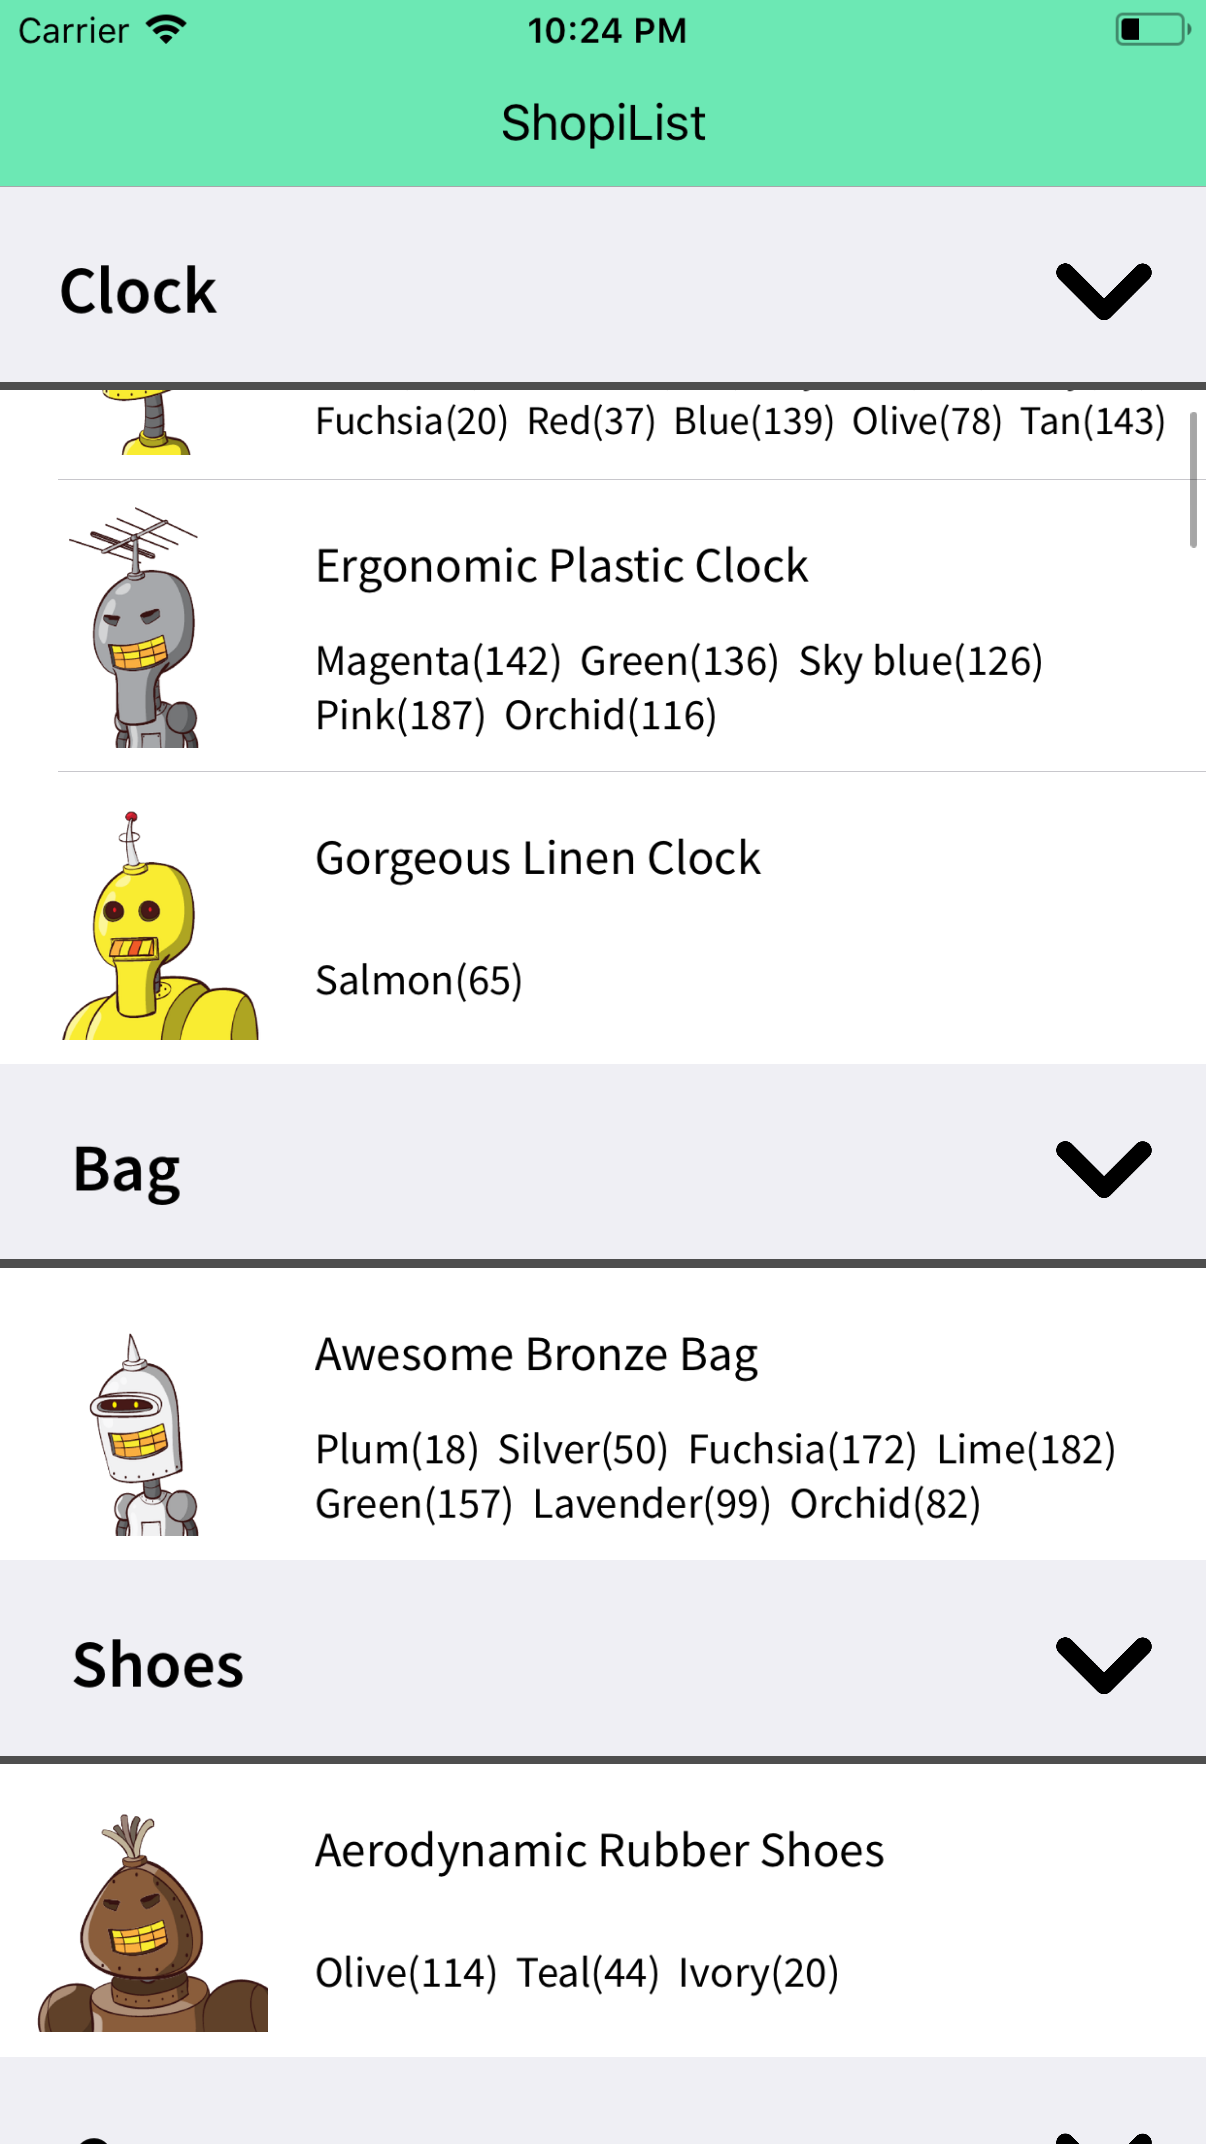 Carrier 10:24 PM
ShopiList
Clock
Fuchsia(20) Red(37) Blue(139) Olive(78) Tan(143)
Ergonomic Plastic Clock
Magenta(142) Green(136) Sky blue(126)
Pink(187) Orchid(116)
Gorgeous Linen Clock
Salmon(65)
Bag
Awesome Bronze Bag
Plum(18) Silver(50) Fuchsia(172) Lime(182)
Green(157) Lavender(99) Orchid(82)
Shoes
Aerodynamic Rubber Shoes
Olive(114) Teal(44) Ivory(20)